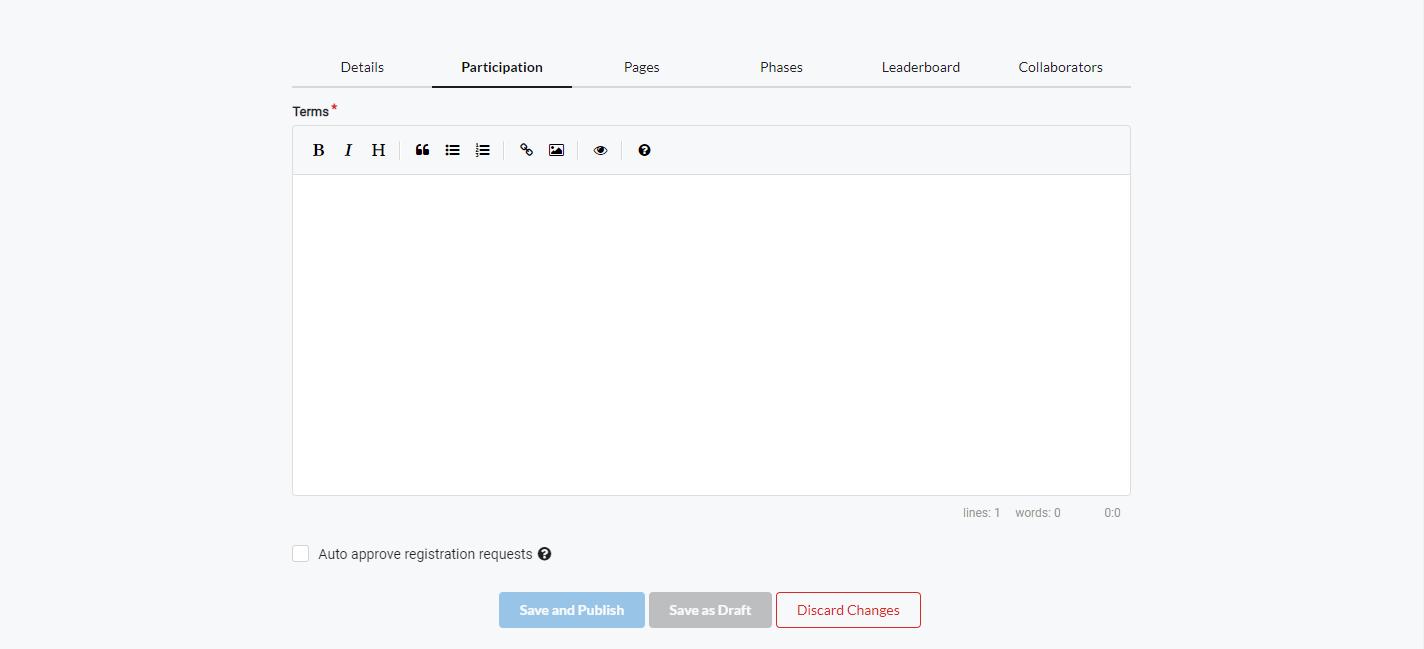 Details Participation Pages Phases Leaderboard Collaborators
Terms *
B I H
lines: 1 words: 0 0:0
Auto approve registration requests
Save and Publish Save as Draft Discard Changes